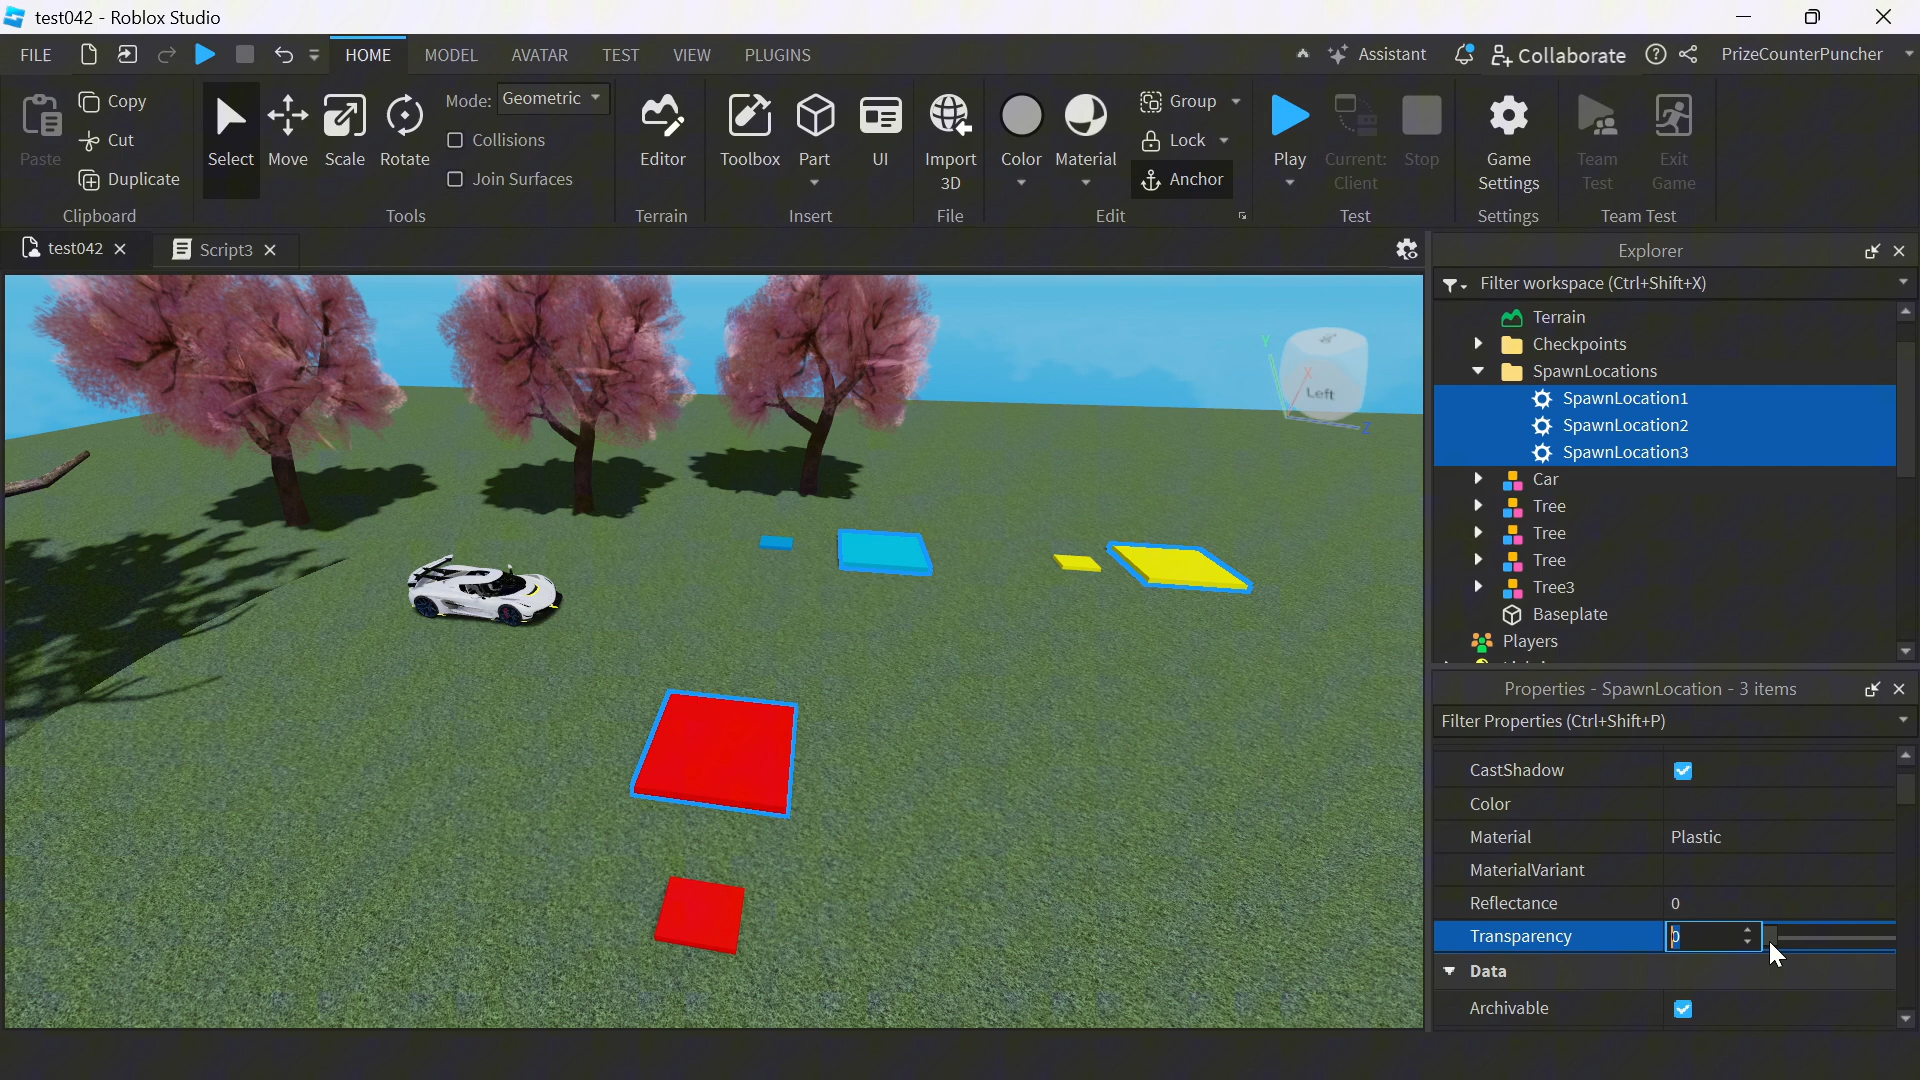 test042 - Roblox Studio
FILE HOME MODEL AVATAR TEST VIEW PLUGINS Assistant Collaborate PrizeCounterPuncher
Paste
Copy
Cut
Duplicate
Clipboard
Select Move Scale Rotate
Mode: Geometric
Collisions
Join Surfaces
Tools
Editor
Terrain
Toolbox Part UI
Insert
Import
3D
File
Color Material
Group
Lock
Anchor
Edit
Play
Current:
Client
Stop
Test
Game
Settings
Settings
Team
Test
Exit
Game
Team Test
test042
Script3
Left
Y
X
Z
Explorer
Filter workspace (Ctrl+Shift+X)
Terrain
Checkpoints
SpawnLocations
SpawnLocation1
SpawnLocation2
SpawnLocation3
Car
Tree
Tree
Tree
Tree3
Baseplate
Players
Properties - SpawnLocation - 3 items
Filter Properties (Ctrl+Shift+P)
CastShadow
Color
Material Plastic
MaterialVariant
Reflectance 0
Transparency 0
Data
Archivable